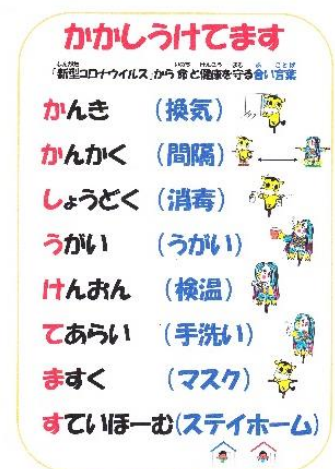 かかしうけてます
「新型コロナウイルス」から命と健康を守る合い言葉
かんき (換気)
かんかく (間隔)
しょうどく (消毒)
うがい (うがい)
けんおん (検温)
てあらい (手洗い)
ますく (マスク)
すていほーむ(ステイホーム)